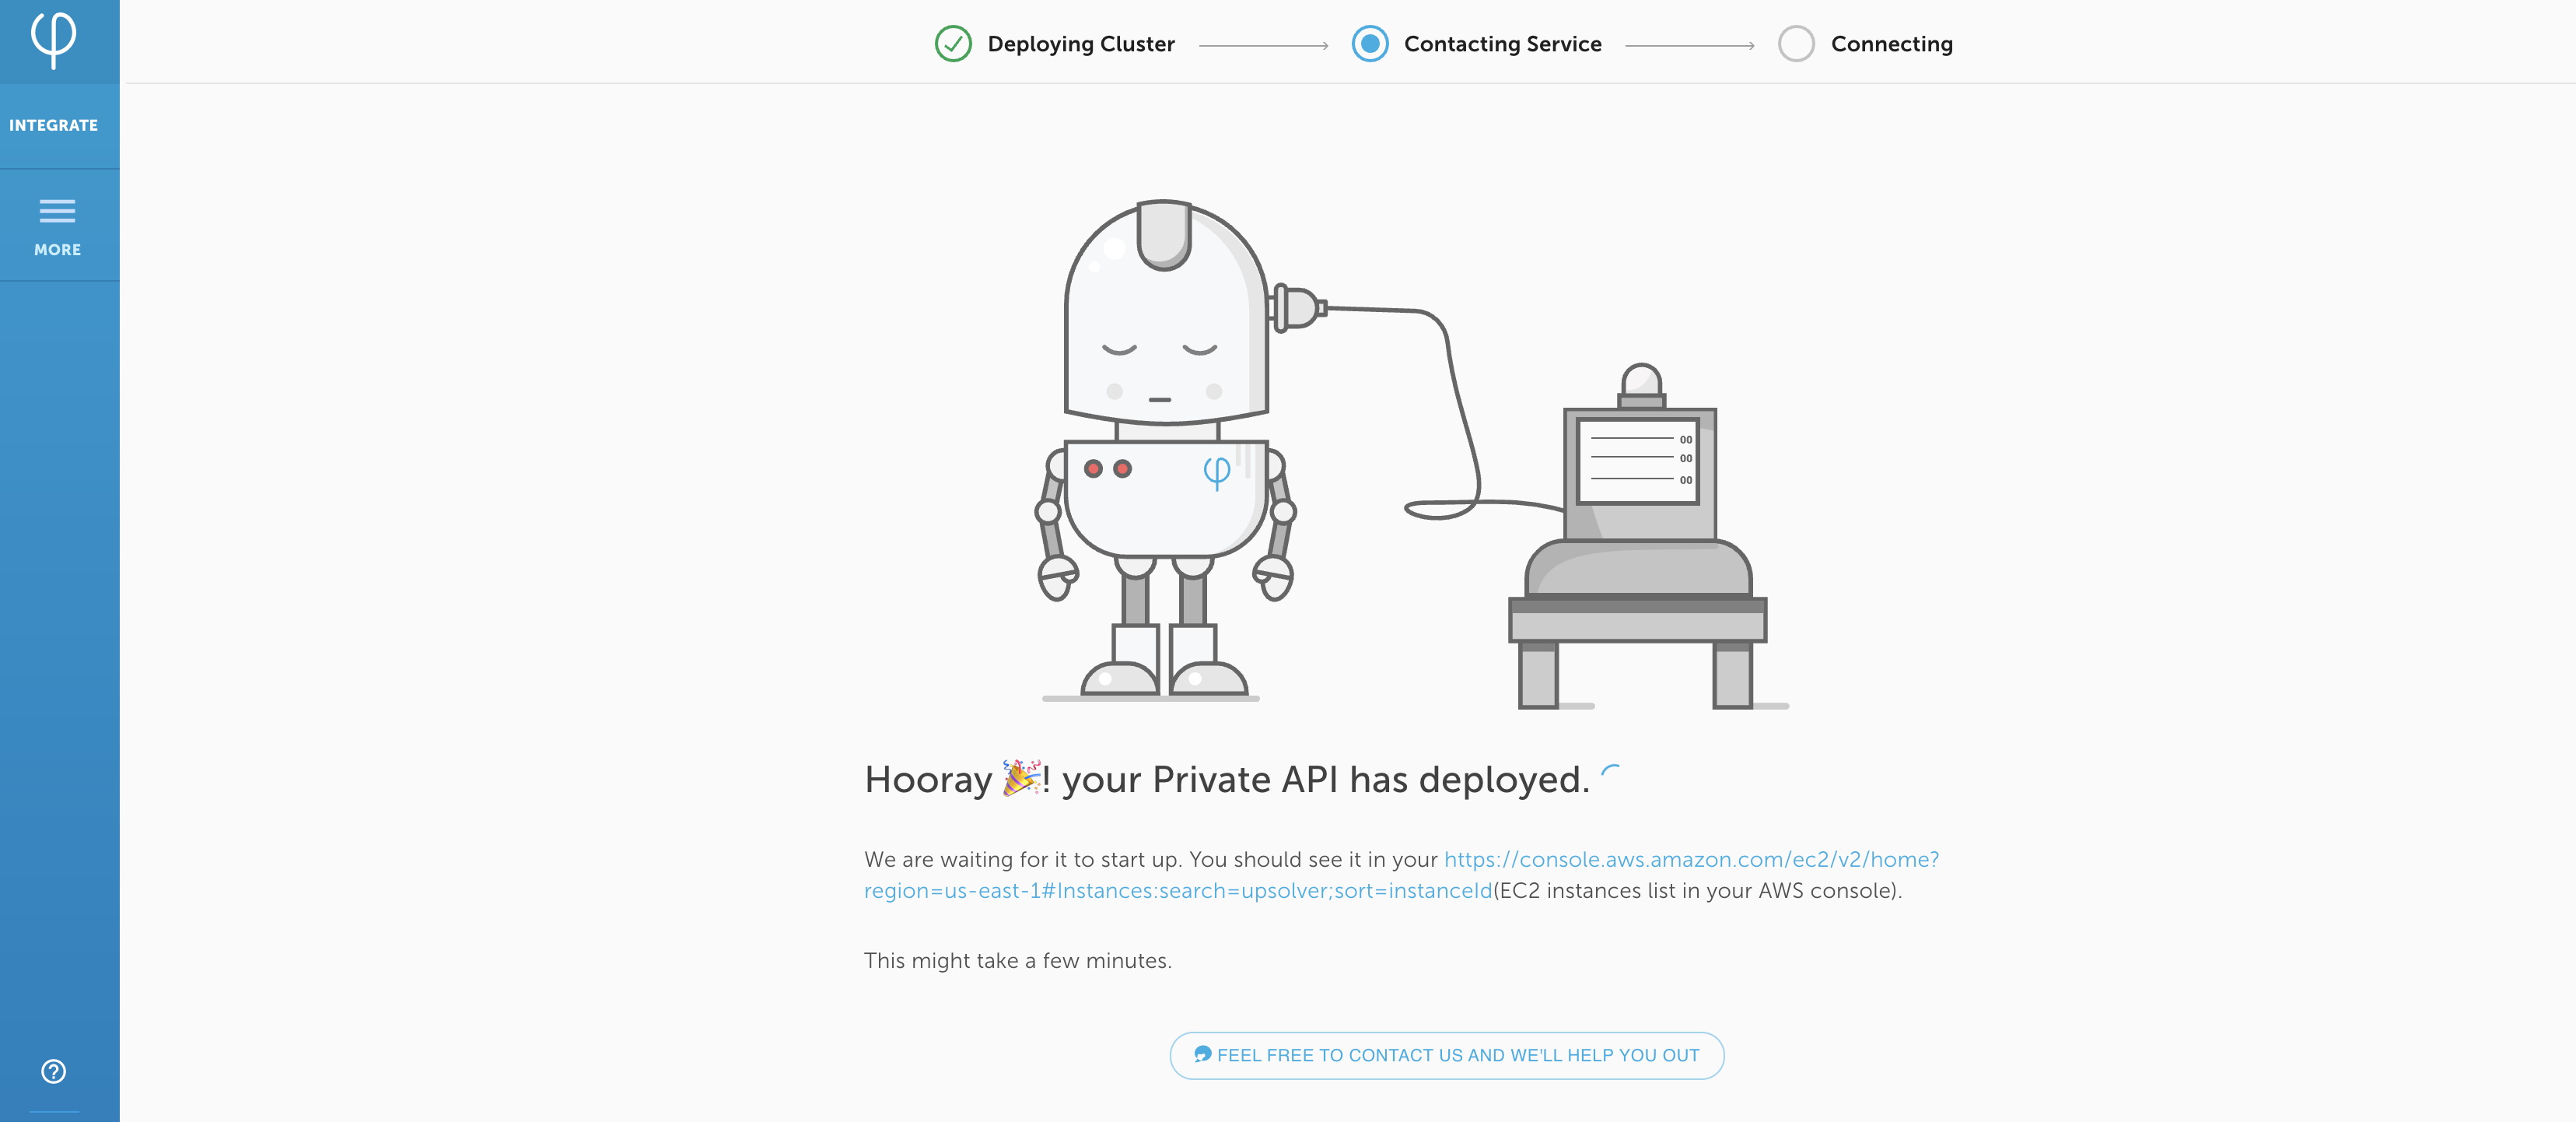 Deploying Cluster
Contacting Service
Connecting
INTEGRATE
MORE
00
00
00
Hooray 🎉! your Private API has deployed.
We are waiting for it to start up. You should see it in your https://console.aws.amazon.com/ec2/v2/home?
region=us-east-1#Instances:search=upsolver;sort=instanceId(EC2 instances list in your AWS console).
This might take a few minutes.
FEEL FREE TO CONTACT US AND WE'LL HELP YOU OUT